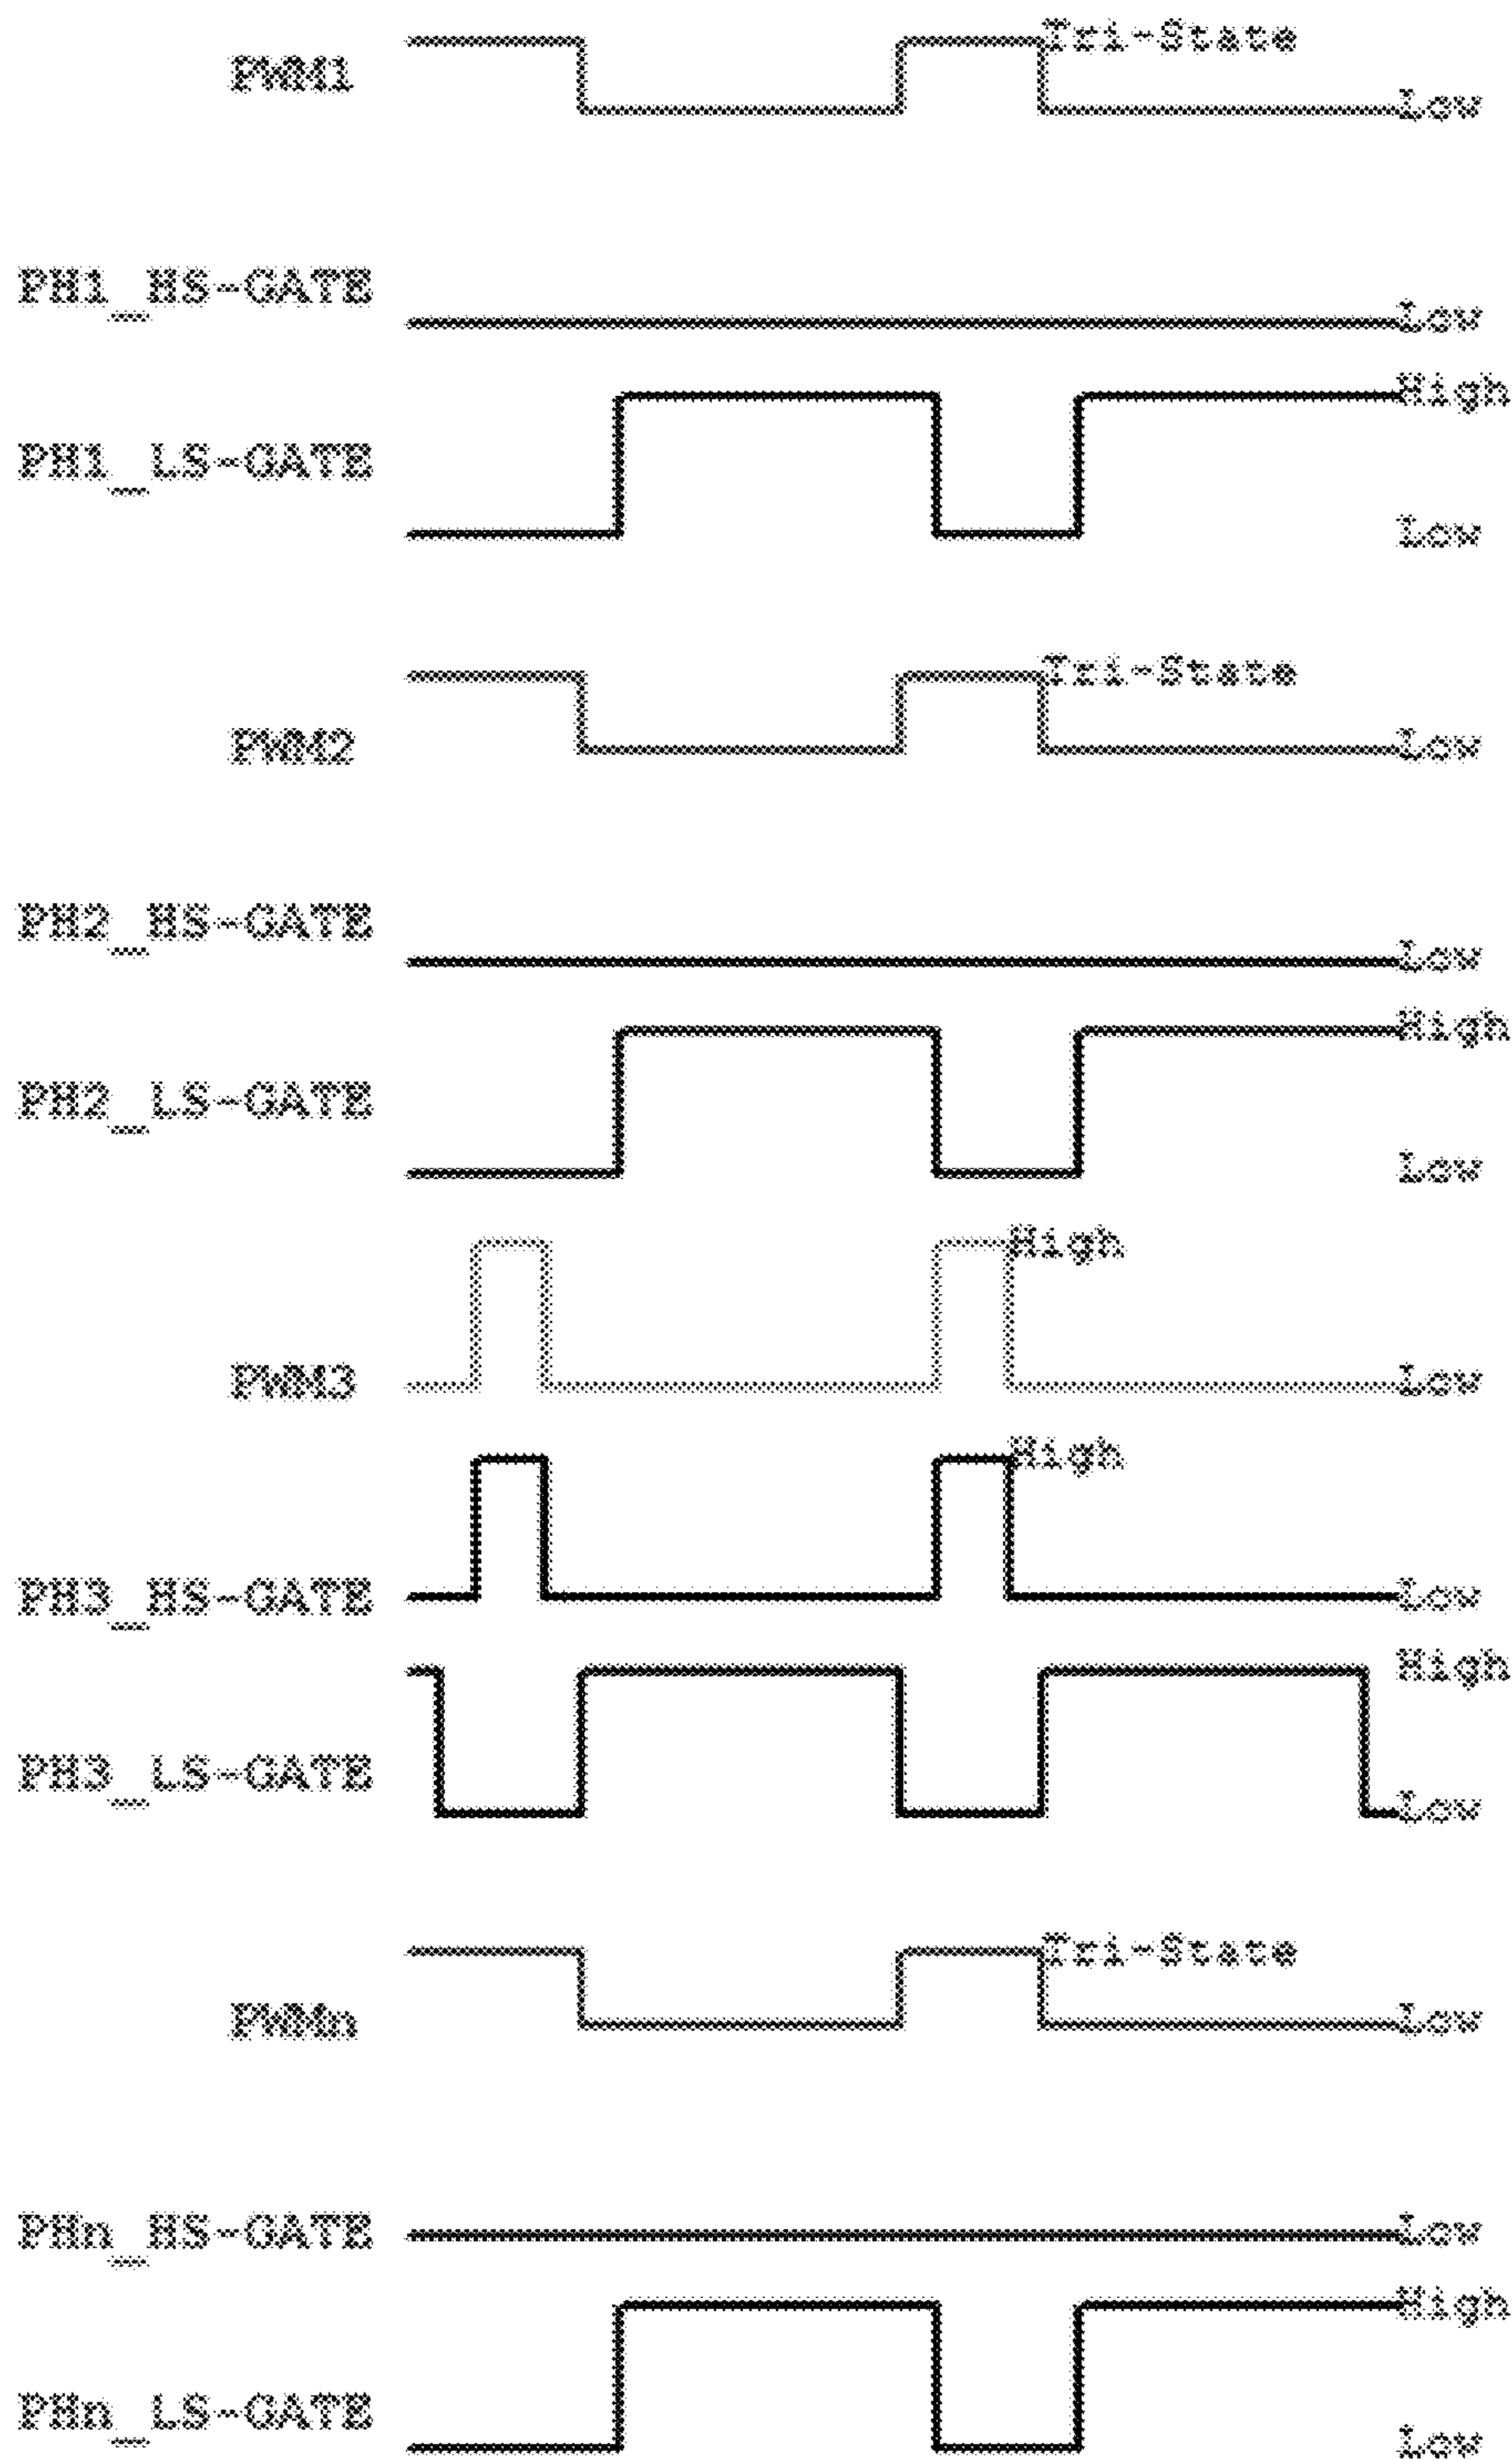 Tri-State
PWM1
Low
PH1_HS-GATE
Low
High
PH1_LS-GATE
Low
Tri-State
PWM2
Low
PH2_HS-GATE
Low
High
PH2_LS-GATE
Low
High
PWM3
Low
High
PH3_HS-GATE
Low
High
PH3_LS-GATE
Low
Tri-State
PWMn
Low
PHn_HS-GATE
Low
High
PHn_LS-GATE
Low